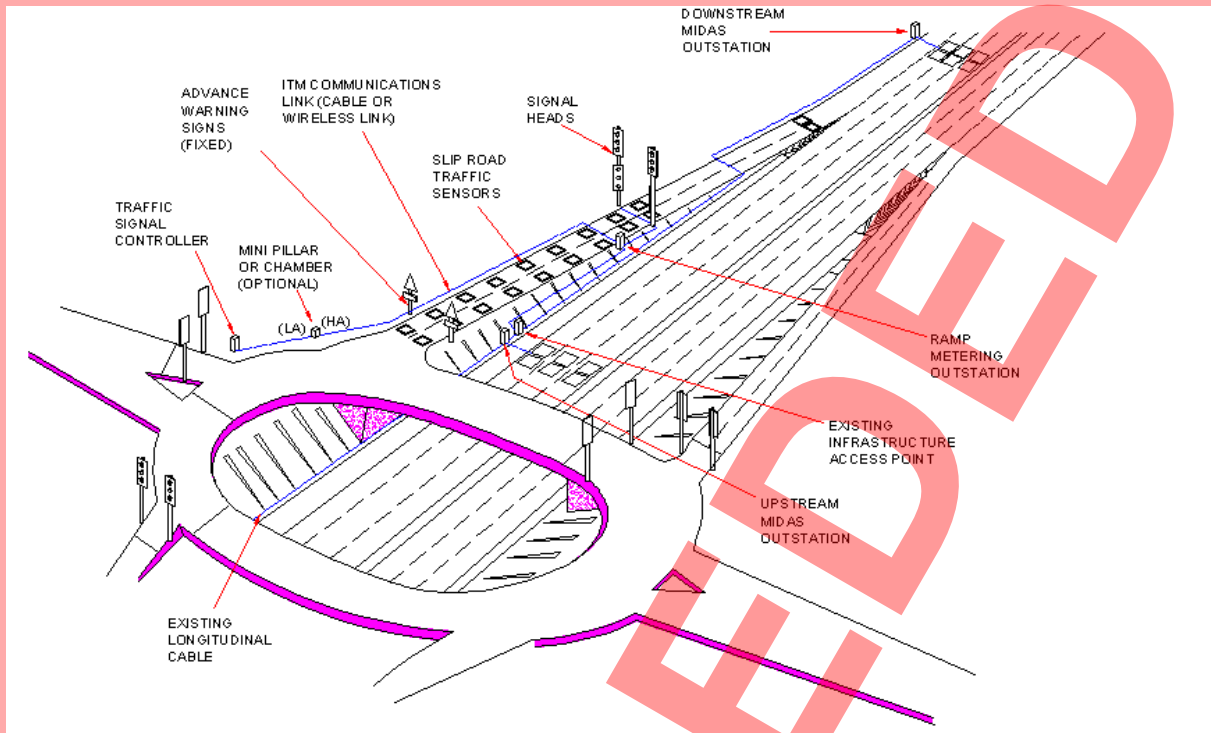 DOWNSTREAM
MIDAS
OUTSTATION
ITM COMMUNICATIONS
LINK (CABLE OR
WIRELESS LINK)
ADVANCE
WARNING
SIGNS
(FIXED)
SIGNAL
HEADS
SLIP ROAD
TRAFFIC
SENSORS
TRAFFIC
SIGNAL
CONTROLLER
MINI PILLAR
OR CHAMBER
(OPTIONAL)
(LA)
(HA)
RAMP
METERING
OUTSTATION
EXISTING
INFRASTRUCTURE
ACCESS POINT
UPSTREAM
MIDAS
OUTSTATION
EXISTING
LONGITUDINAL
CABLE
EDED